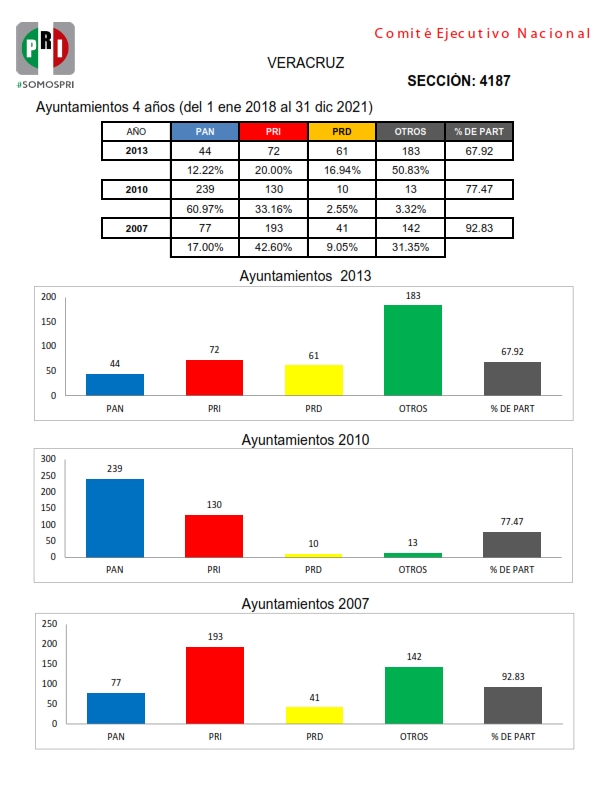 Comité Ejecutivo Nacional
PRI
#SOMOSPRI
VERACRUZ
SECCIÓN: 4187
Ayuntamientos 4 años (del 1 ene 2018 al 31 dic 2021)
AÑO PAN PRI PRD OTROS % DE PART
2013 44 72 61 183 67.92
12.22% 20.00% 16.94% 50.83%
2010 239 130 10 13 77.47
60.97% 33.16% 2.55% 3.32%
2007 77 193 41 142 92.83
17.00% 42.60% 9.05% 31.35%
Ayuntamientos 2013
200
150
100
50
0
44 72 61 183 67.92
PAN PRI PRD OTROS % DE PART
Ayuntamientos 2010
300
250
200
150
100
50
0
239 130 10 13 77.47
PAN PRI PRD OTROS % DE PART
Ayuntamientos 2007
250
200
150
100
50
0
77 193 41 142 92.83
PAN PRI PRD OTROS % DE PART